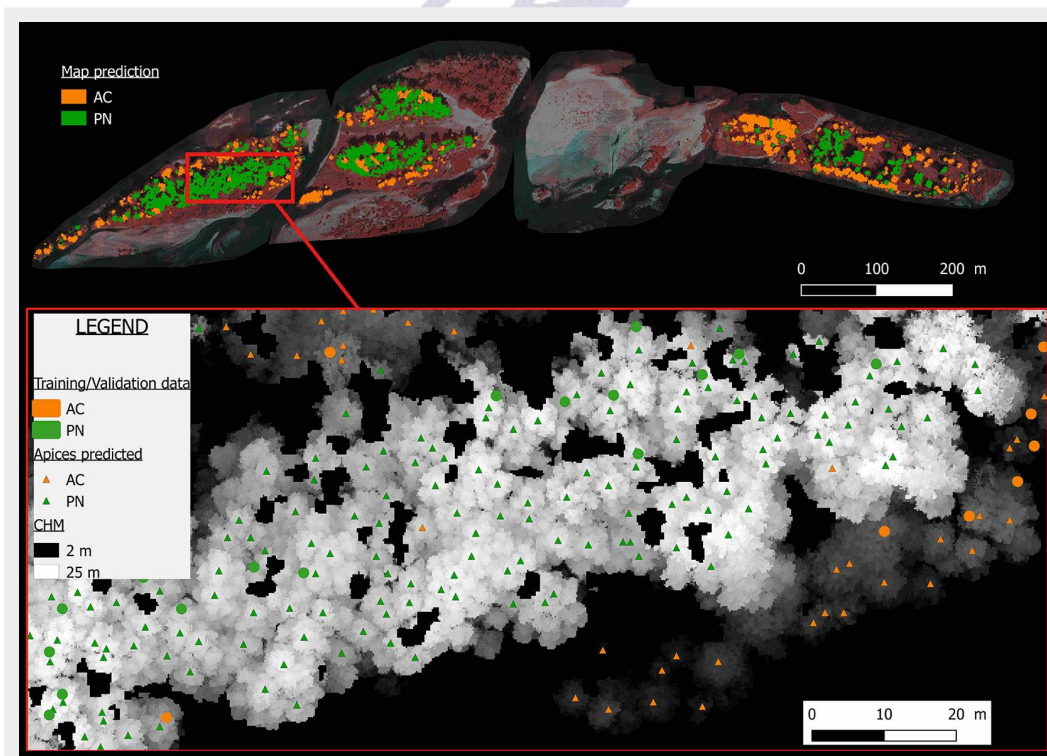 Map prediction
AC
PN
0 100 200 m
LEGEND
Training/Validation data
AC
PN
Apices predicted
AC
PN
CHM
2 m
25 m
0 10 20 m